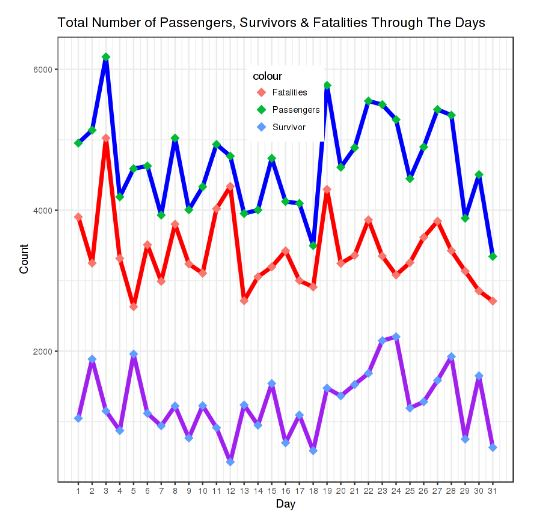 Total Number of Passengers, Survivors & Fatalities Through The Days
6000
4000
2000
Count
colour
Fatalities
Passengers
Survivor
1 2 3 4 5 6 7 8 9 10 11 12 13 14 15 16 17 18 19 20 21 22 23 24 25 26 27 28 29 30 31
Day